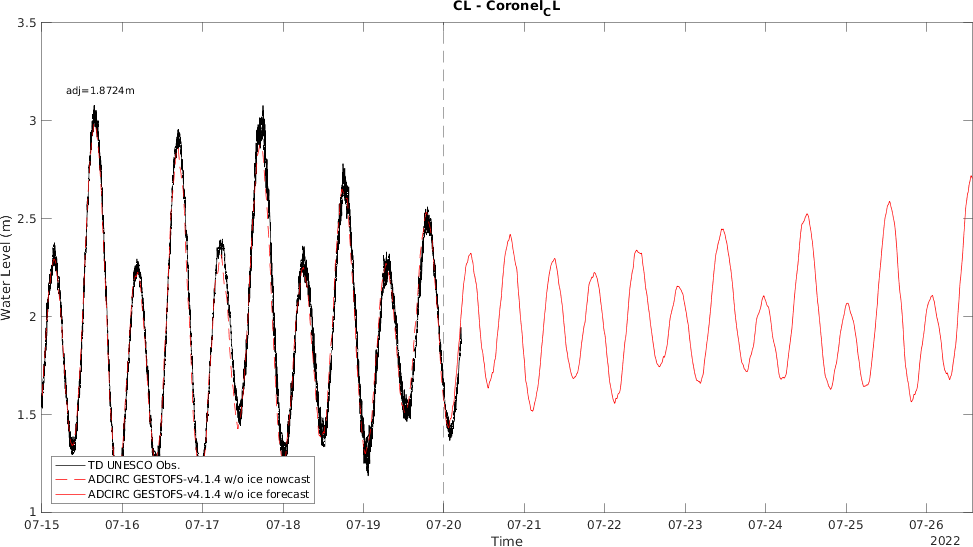 CL - Coronel_CL
3.5
adj=1.8724m
3
2.5
Water Level (m)
2
1.5
TD UNESCO Obs.
ADCIRC GESTOFS-v4.1.4 w/o ice nowcast
ADCIRC GESTOFS-v4.1.4 w/o ice forecast
1
07-15 07-16 07-17 07-18 07-19 07-20 07-21 07-22 07-23 07-24 07-25 07-26
Time
2022